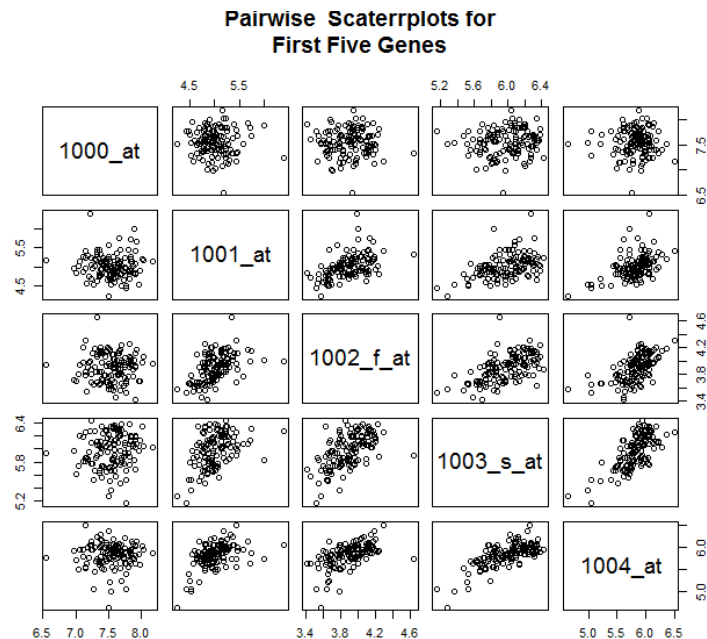 Pairwise Scaterrplots for
First Five Genes
4.5 5.5
5.2 5.8 6.4
1000_at
6.5 7.5
4.5 5.5
1001_at
1002_f_at
3.4 3.8 4.2 4.6
5.2 5.8 6.4
1003_s_at
1004_at
5.0 6.0
6.5 7.0 7.5 8.0
3.4 3.8 4.2 4.6
5.0 5.5 6.0 6.5